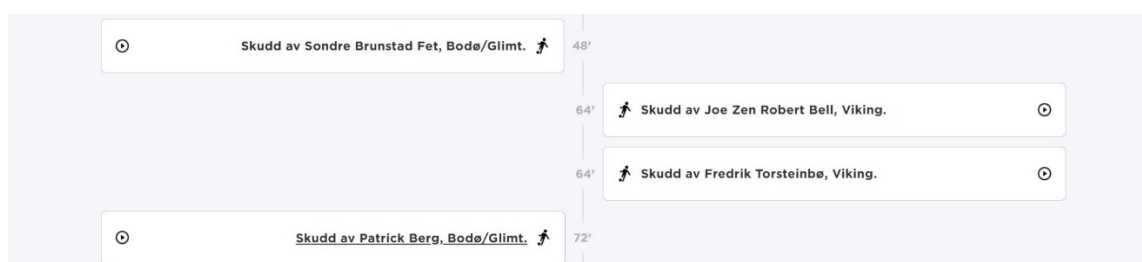 Skudd av Sondre Brunstad Fet, Bodø/Glimt. 48'
64' Skudd av Joe Zen Robert Bell, Viking.
64' Skudd av Fredrik Torsteinbø, Viking.
Skudd av Patrick Berg, Bodø/Glimt. 72'